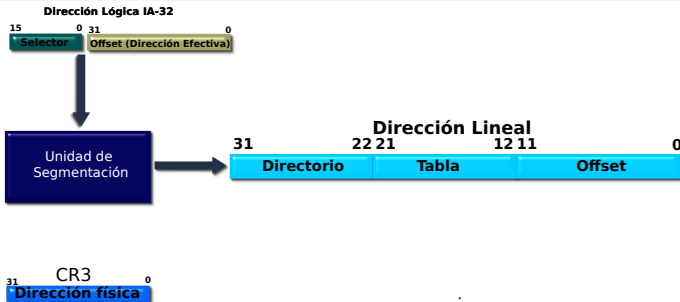 Dirección Lógica IA-32
15 0 31 0
Selector Offset (Dirección Efectiva)
Dirección Lineal
31 22 21 12 11 0
Directorio Tabla Offset
Unidad de
Segmentación
CR3
31 0
Dirección física
.